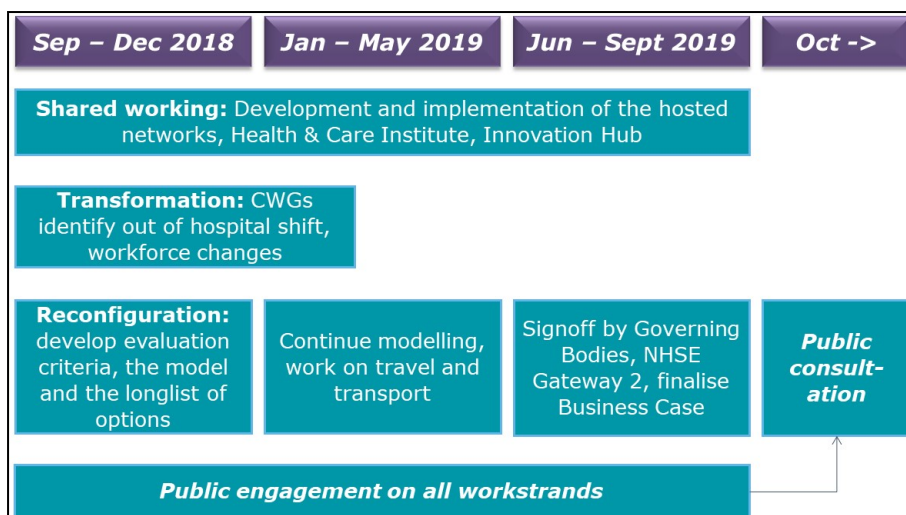 Sep – Dec 2018
Jan – May 2019
Jun – Sept 2019
Oct ->
Shared working: Development and implementation of the hosted
networks, Health & Care Institute, Innovation Hub
Transformation: CWGs
identify out of hospital shift,
workforce changes
Reconfiguration:
develop evaluation
criteria, the model
and the longlist of
options
Continue modelling,
work on travel and
transport
Signoff by Governing
Bodies, NHSE
Gateway 2, finalise
Business Case
Public
consult-
ation
Public engagement on all workstrands